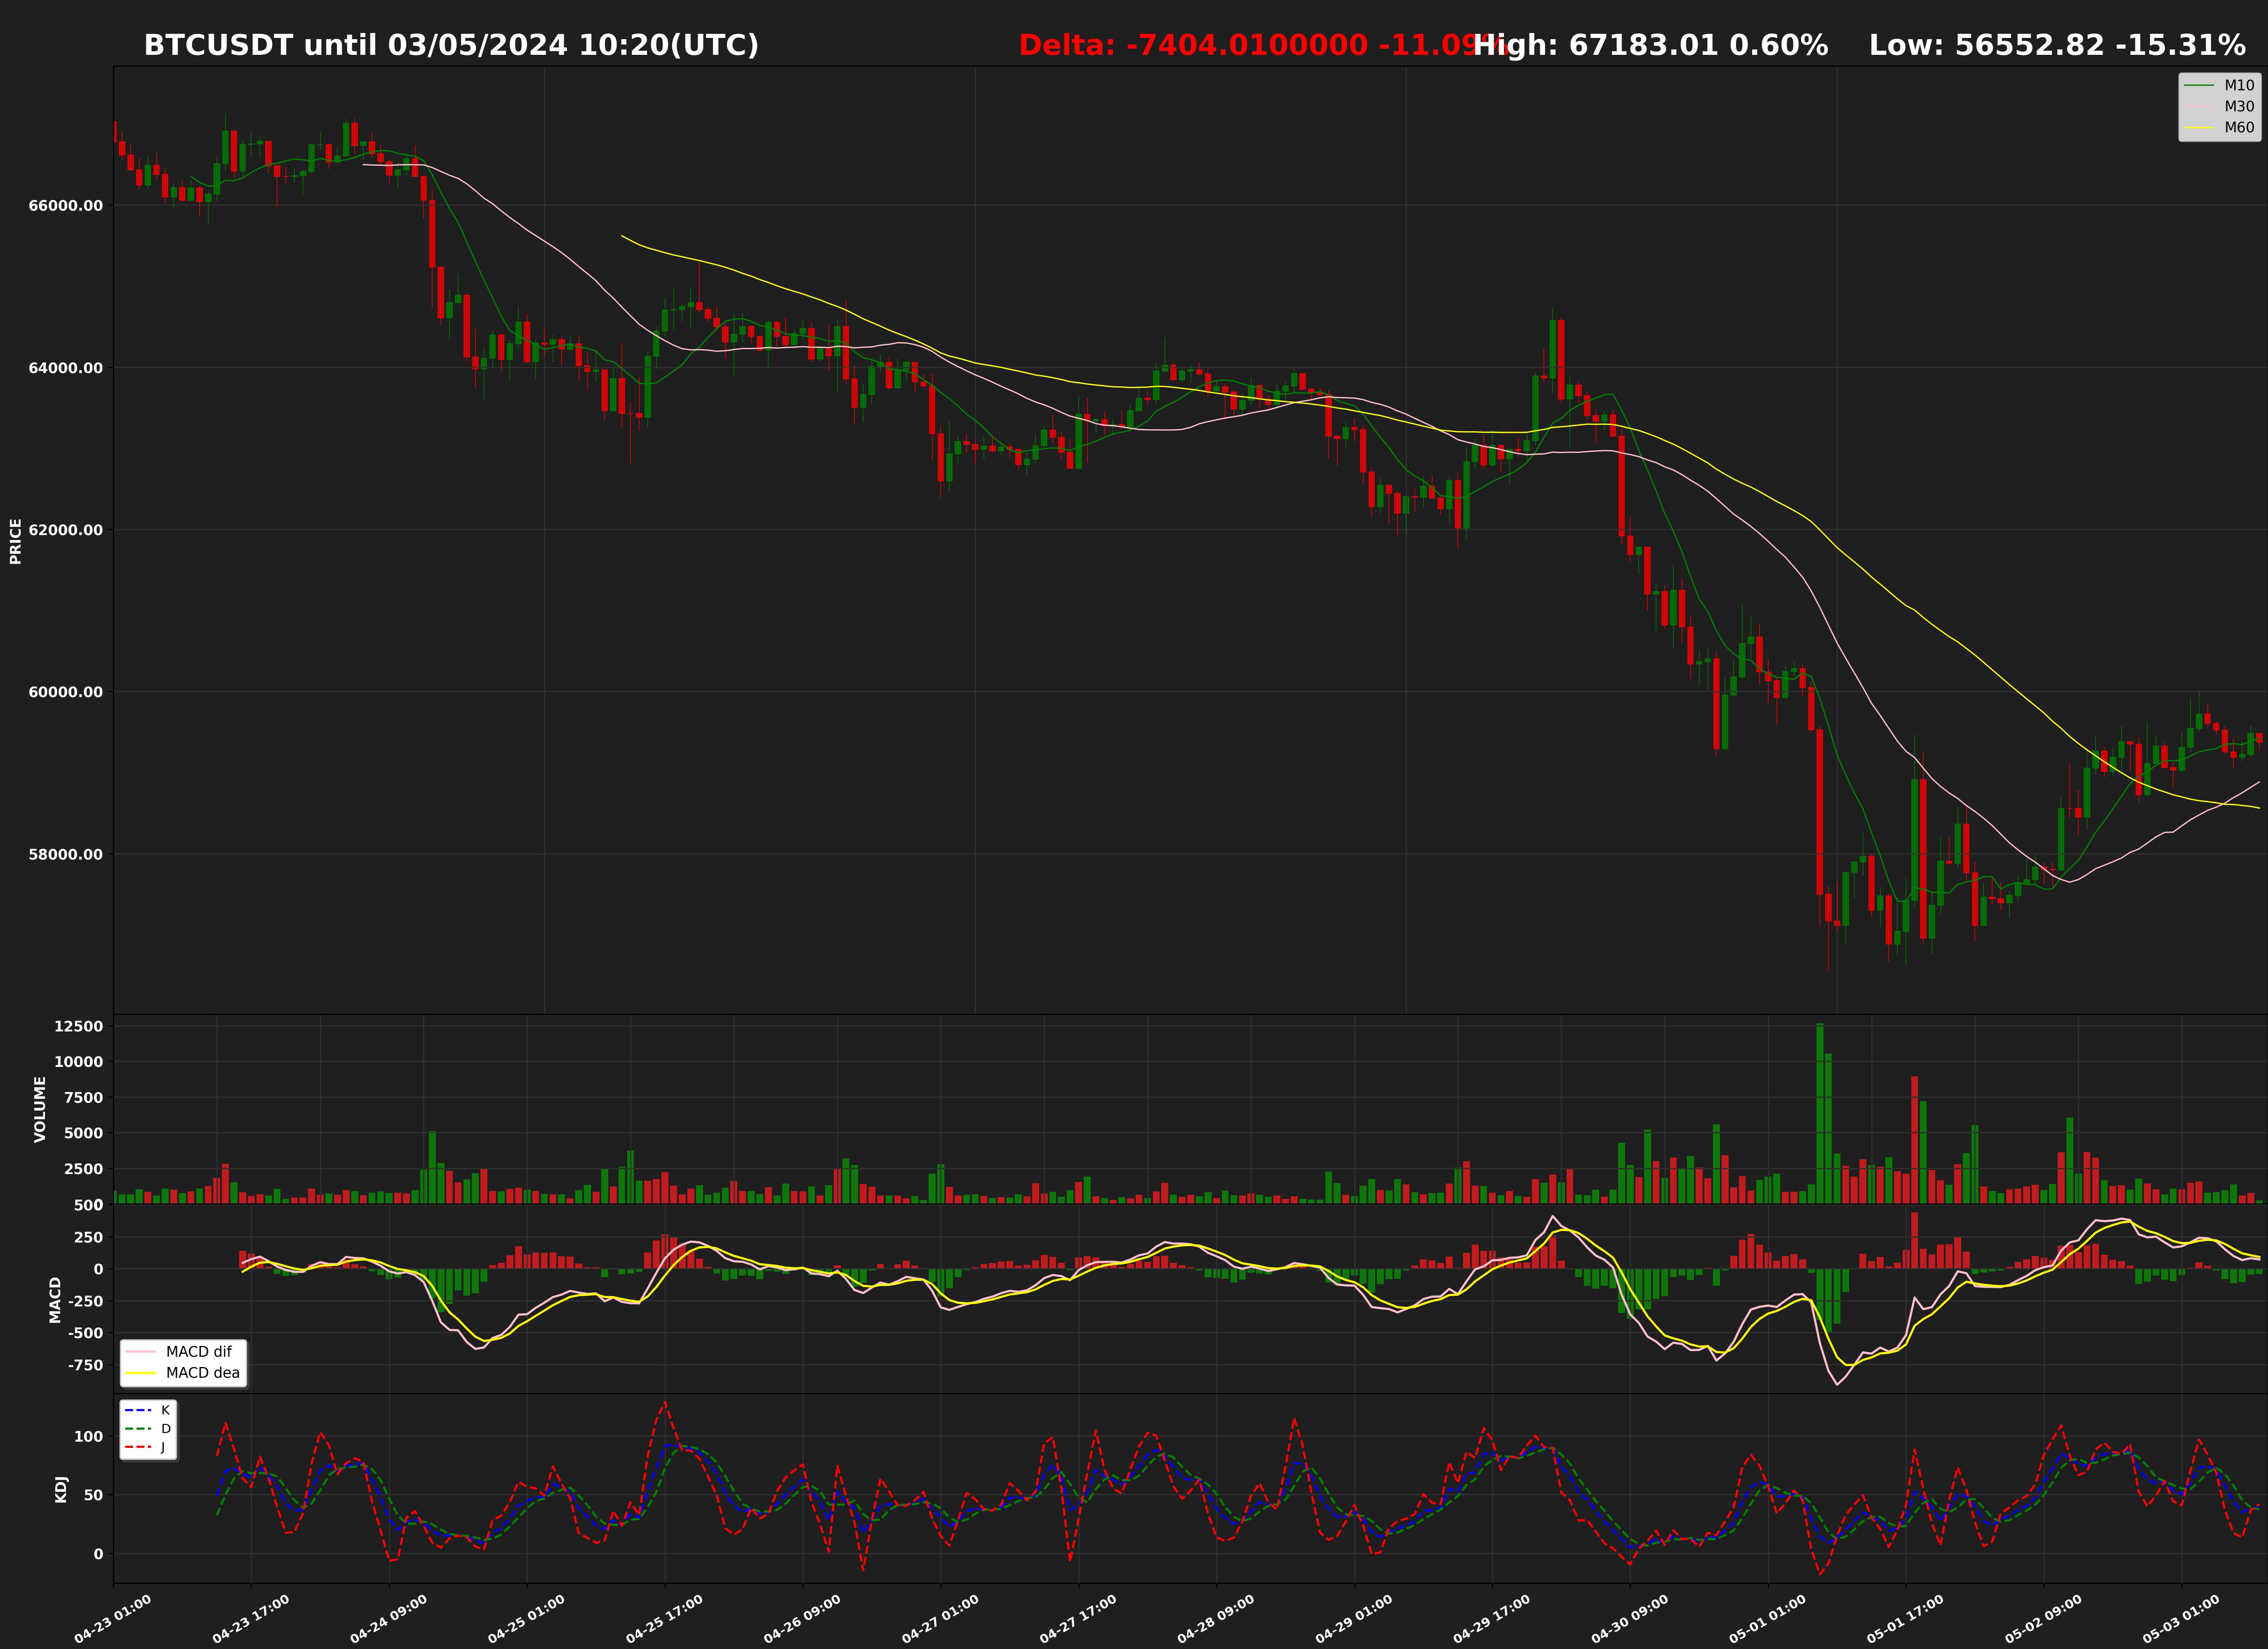 BTCUSDT until 03/05/2024 10:20(UTC)
Delta: -7404.0100000 -11.09%
High: 67183.01 0.60%
Low: 56552.82 -15.31%
M10
M30
M60
PRICE
66000.00
64000.00
62000.00
60000.00
58000.00
VOLUME
12500
10000
7500
5000
2500
500
MACD
250
0
-250
-500
-750
MACD dif
MACD dea
KDJ
K
D
J
100
50
0
04-23 01:00
04-23 17:00
04-24 09:00
04-25 01:00
04-25 17:00
04-26 09:00
04-27 01:00
04-27 17:00
04-28 09:00
04-29 01:00
04-29 17:00
04-30 09:00
05-01 01:00
05-01 17:00
05-02 09:00
05-03 01:00